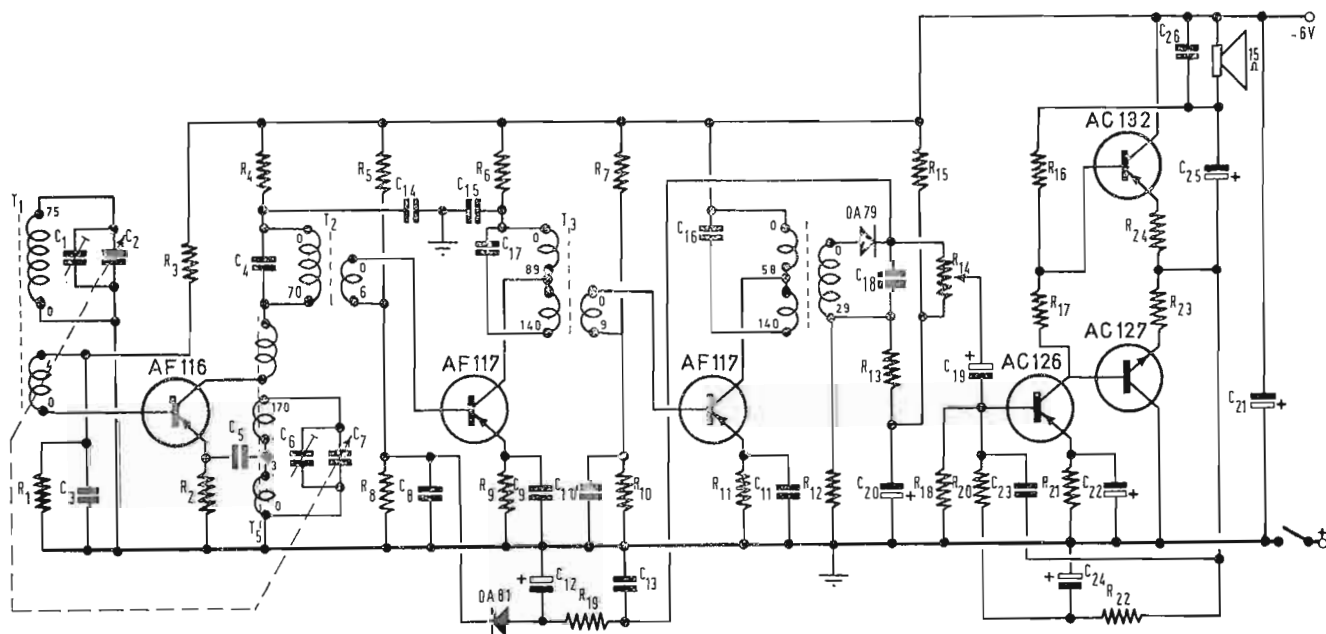 -6V
C26
15
Ω
AC132
R16
R4
R5
R6
R7
R15
C25
T1
75
C1
C2
C14
C15
T2
T3
R24
R3
C4
0
70
0
6
C17
0
89
140
0
9
C16
0
58
140
OA79
0
29
C18
R14
R17
R23
AC127
0
0
AF116
AF117
AF117
R13
C19
AC126
C21
170
C5
C6
C7
3
0
R1
C3
R2
T5
R8
C8
R9
C9
C10
R10
R11
C11
R12
C20
R18
R20
C23
R21
C22
OA81
C12
R19
C13
C24
R22